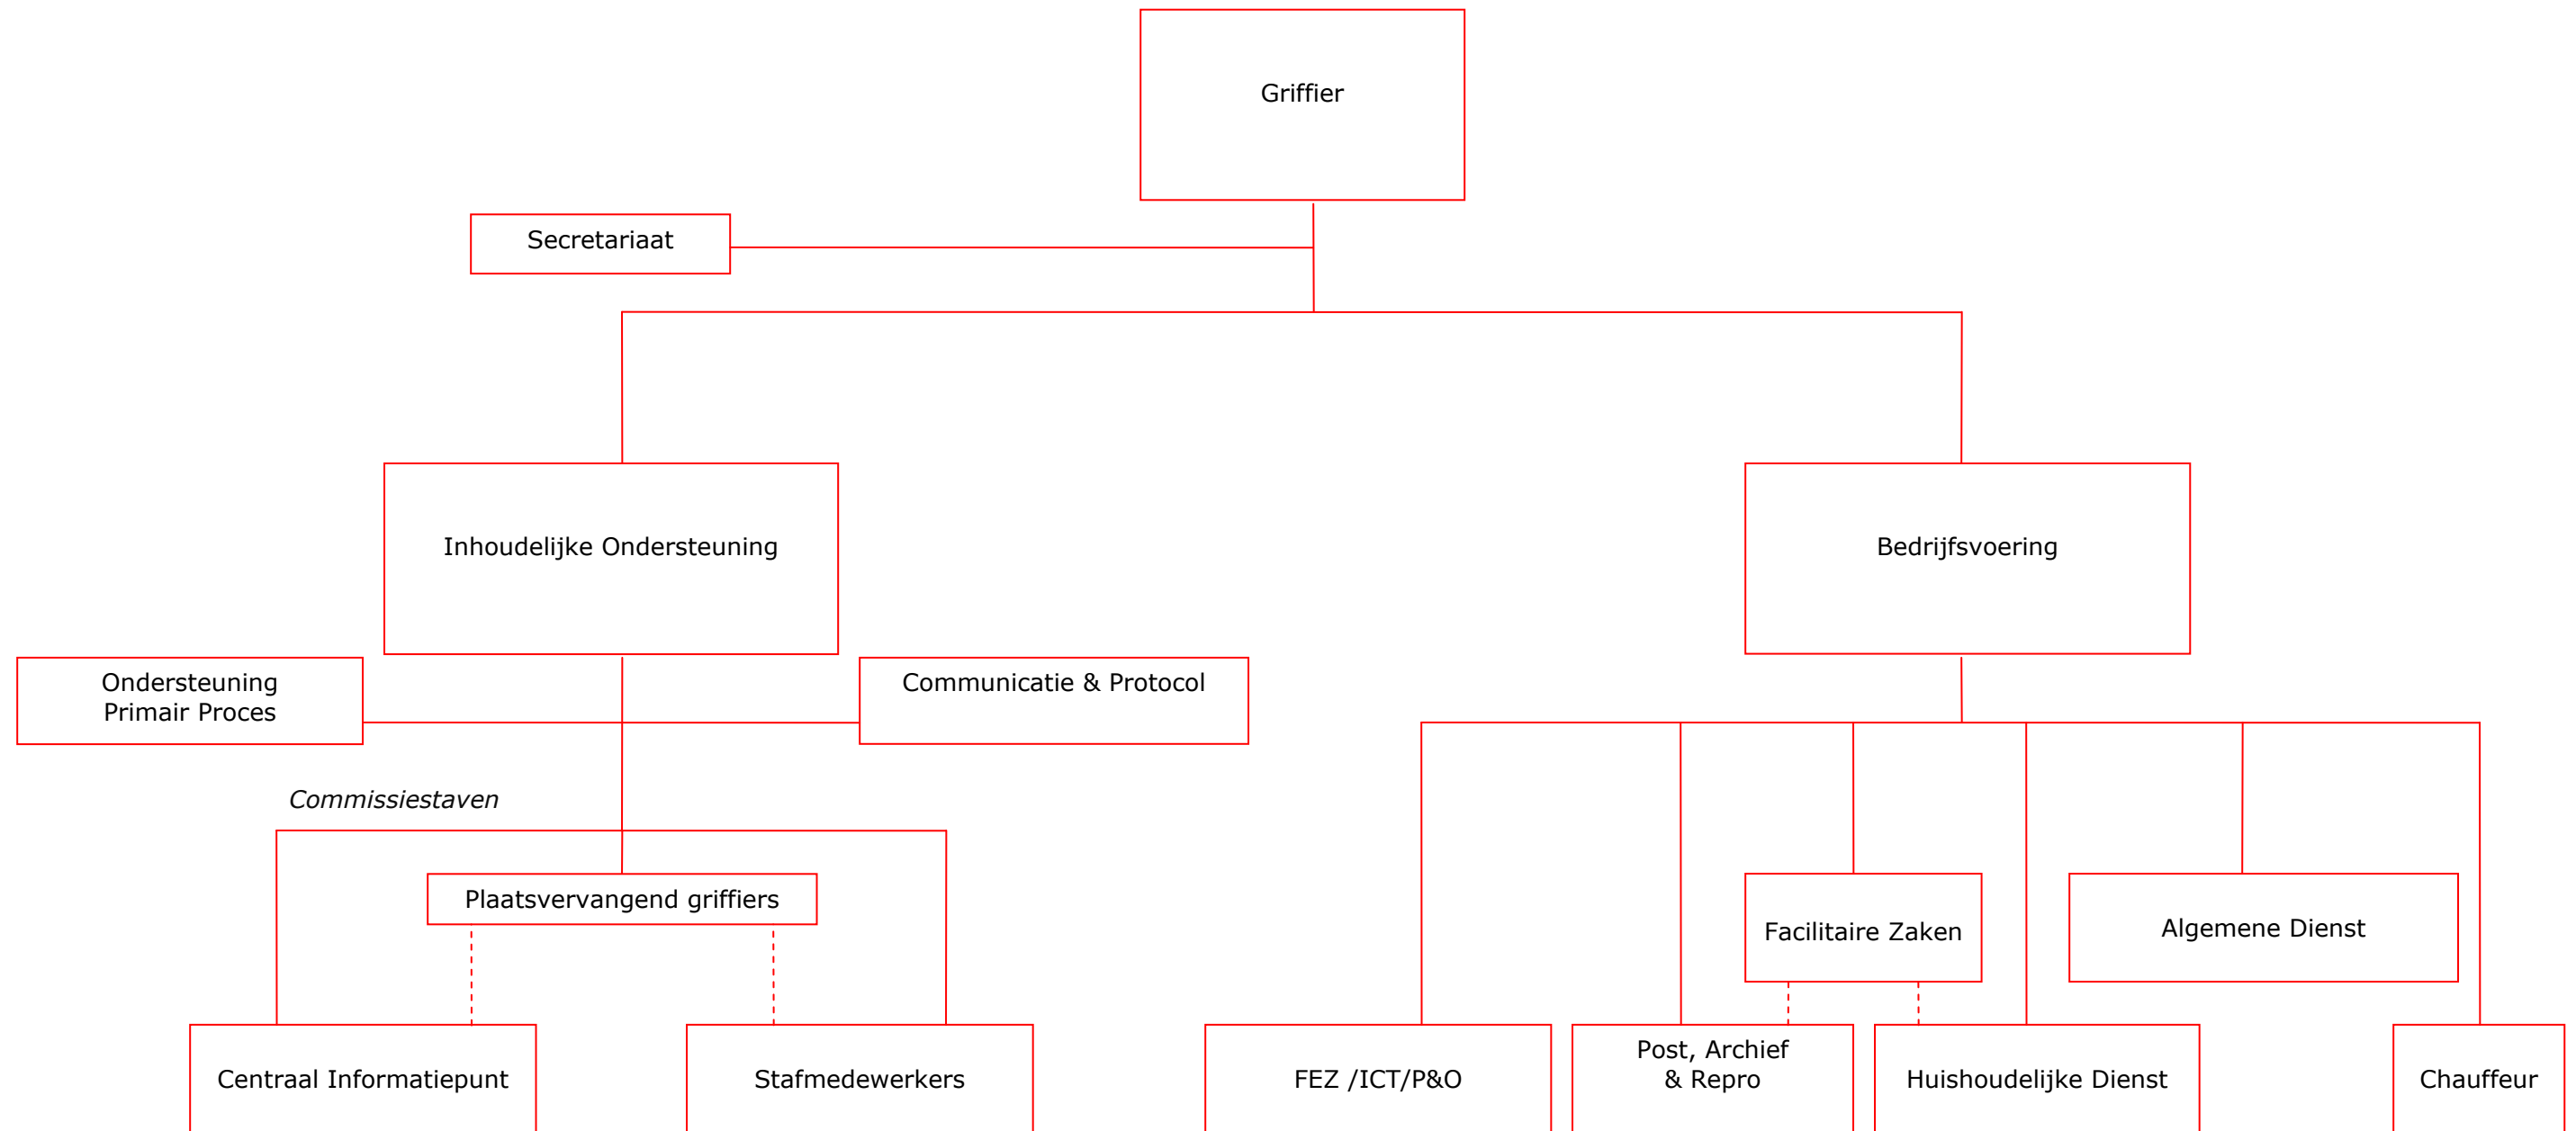 Griffier
Secretariaat
Inhoudelijke Ondersteuning
Bedrijfsvoering
Ondersteuning
Primair Proces
Communicatie & Protocol
Commissiestaven
Plaatsvervangend griffiers
Facilitaire Zaken
Algemene Dienst
Centraal Informatiepunt
Stafmedewerkers
FEZ /ICT/P&O
Post, Archief
& Repro
Huishoudelijke Dienst
Chauffeur